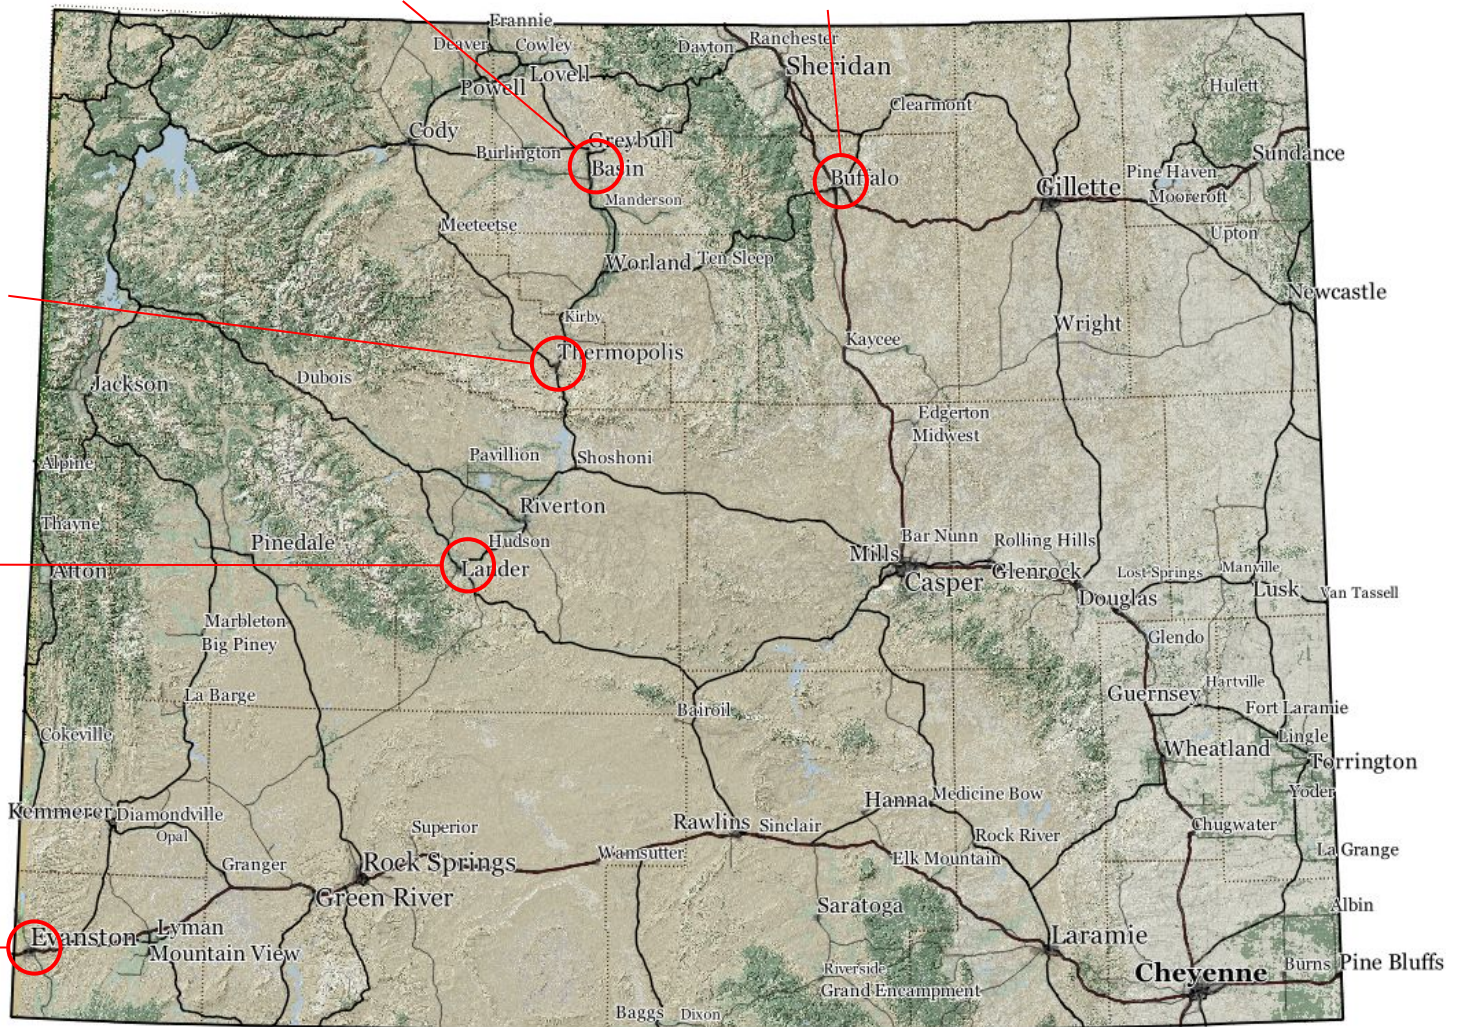 Frannie
Deaver
Cowley
Dayton
Ranchester
Lovell
Sheridan
Powell
Hulett
Clearmont
Cody
Greybull
Burlington
Sundance
Basin
Pine Haven
Buffalo
Gillette
Moorcroft
Manderson
Meeteetse
Upton
Worland
Ten Sleep
Newcastle
Kirby
Wright
Kaycee
Thermopolis
Dubois
Jackson
Edgerton
Midwest
Pavillion
Shoshoni
Alpine
Riverton
Thayne
Bar Nunn
Pinedale
Hudson
Rolling Hills
Mills
Afton
Lander
Glenrock
Lost Springs
Manville
Casper
Lusk
Van Tassell
Douglas
Marbleton
Glendo
Big Piney
Hartville
La Barge
Guernsey
Bairoil
Fort Laramie
Cokeville
Lingle
Wheatland
Torrington
Yoder
Hanna
Medicine Bow
Kemmerer
Diamondville
Rawlins
Sinclair
Chugwater
Superior
Opal
Rock River
La Grange
Wamsutter
Elk Mountain
Granger
Rock Springs
Green River
Saratoga
Albin
Lyman
Evanston
Laramie
Mountain View
Burns
Pine Bluffs
Riverside
Cheyenne
Grand Encampment
Baggs
Dixon